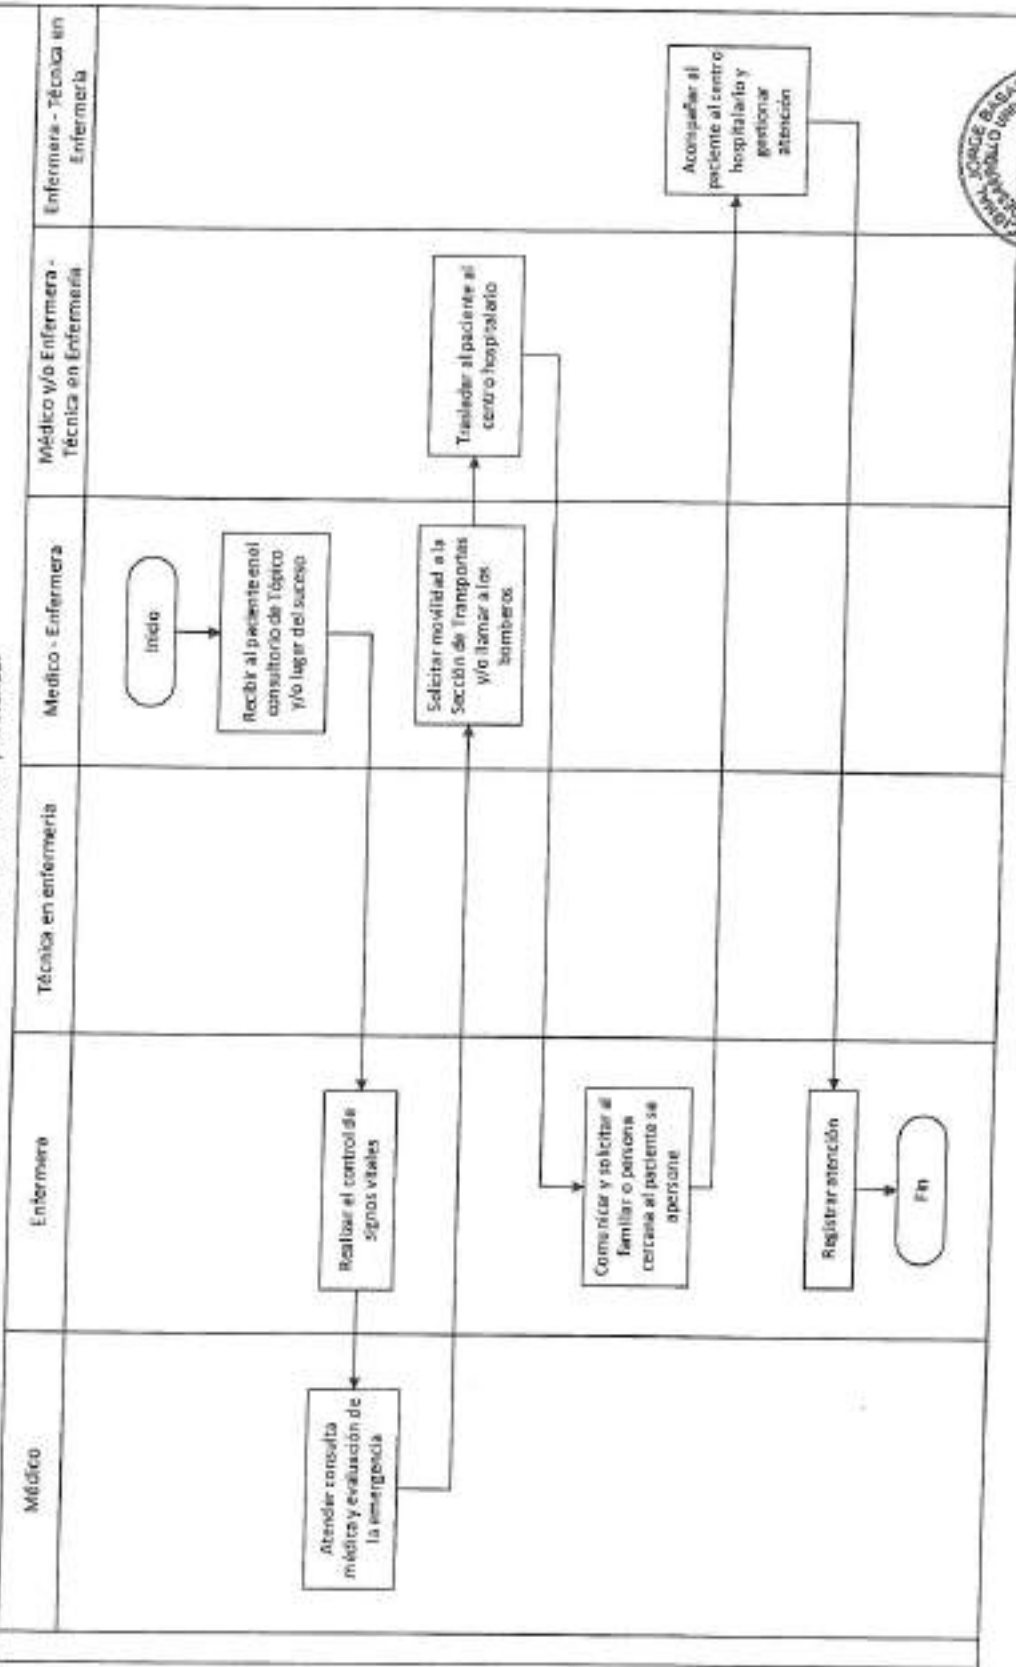 Médico
Enfermera
Técnica en enfermería
Medico - Enfermera
Médico y/o Enfermera -
Técnica en Enfermería
Enfermera - Técnica en
Enfermería
Inicio
Recibir al paciente en el
consultorio de Tópico
y/o lugar del suceso
Realizar el control de
signos vitales
Atender consulta
médica y evaluación de
la emergencia
Solicitar movilidad a la
Sección de Transportes
y/o llamar a los
bomberos
Trasladar al paciente al
centro hospitalario
Comunicar y solicitar al
familiar o persona
cercana al paciente se
apersone
Acompañar al
paciente al centro
hospitalario y
gestionar
atención
Registrar atención
Fin
JORGE